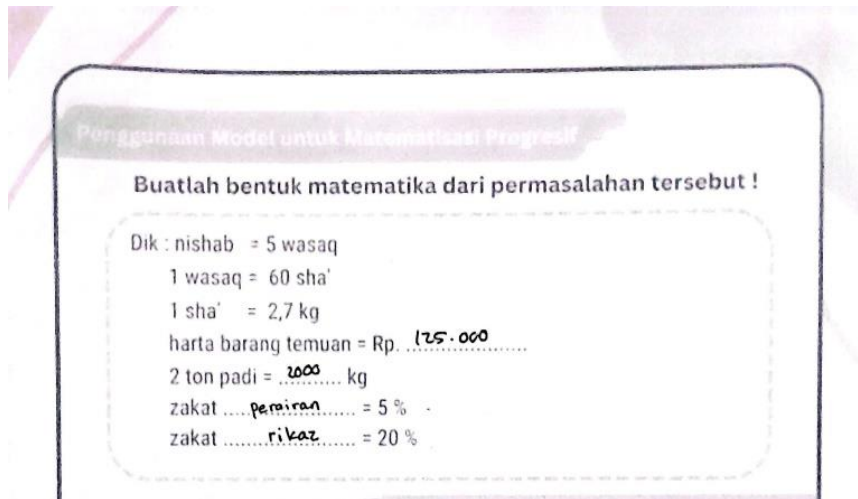 Penggunaan Model untuk Matematisasi Progresif
Buatlah bentuk matematika dari permasalahan tersebut !
Dik : nishab = 5 wasaq
1 wasaq = 60 sha'
1 sha' = 2,7 kg
harta barang temuan = Rp. 125.000
2 ton padi = 2000 kg
zakat perairan = 5 %
zakat rikaz = 20 %